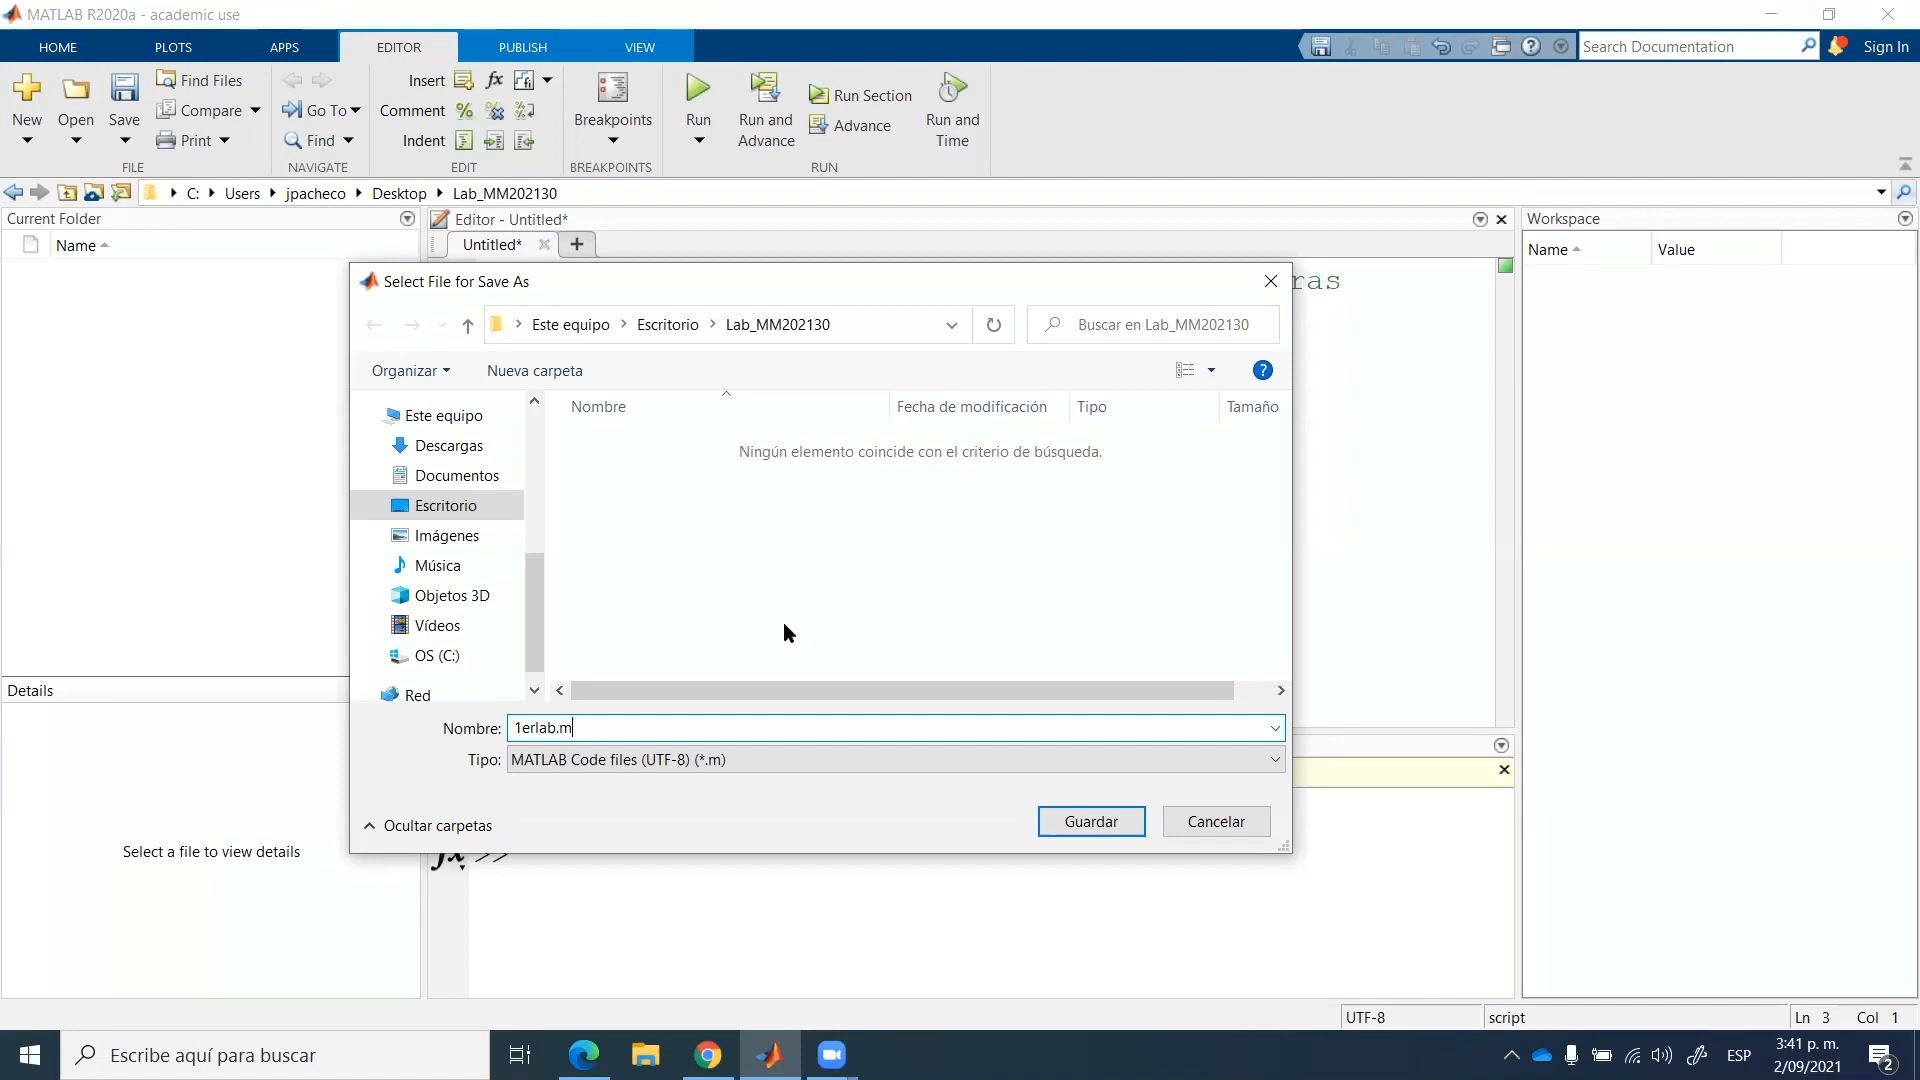 MATLAB R2020a - academic use
HOME PLOTS APPS EDITOR PUBLISH VIEW
Search Documentation Sign In
New
Open
Save
Find Files
Compare
Print
FILE
Go To
Find
NAVIGATE
Insert
Comment
Indent
EDIT
Breakpoints
BREAKPOINTS
Run
Run and Advance
Run Section
Advance
Run and Time
RUN
C: Users jpacheco Desktop Lab_MM202130
Current Folder
Name
Editor - Untitled*
Untitled*
ras
Workspace
Name Value
Select File for Save As
Este equipo Escritorio Lab_MM202130
Buscar en Lab_MM202130
Organizar Nueva carpeta
Nombre Fecha de modificación Tipo Tamaño
Ningún elemento coincide con el criterio de búsqueda.
Este equipo
Descargas
Documentos
Escritorio
Imágenes
Música
Objetos 3D
Vídeos
OS (C:)
Red
Nombre: 1erlab.m
Tipo: MATLAB Code files (UTF-8) (*.m)
Ocultar carpetas
Guardar Cancelar
Details
Select a file to view details
fx >>
UTF-8 script Ln 3 Col 1
Escribe aquí para buscar
ESP
3:41 p. m.
2/09/2021
2